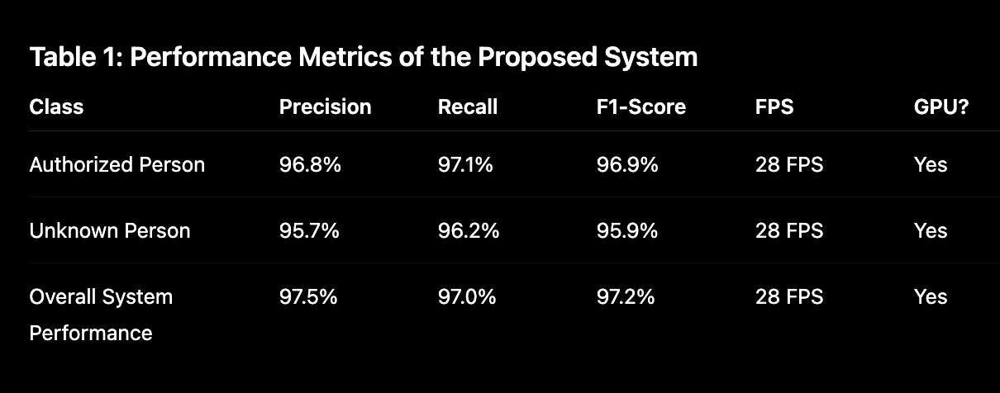 Table 1: Performance Metrics of the Proposed System
Class Precision Recall F1-Score FPS GPU?
Authorized Person 96.8% 97.1% 96.9% 28 FPS Yes
Unknown Person 95.7% 96.2% 95.9% 28 FPS Yes
Overall System 97.5% 97.0% 97.2% 28 FPS Yes
Performance